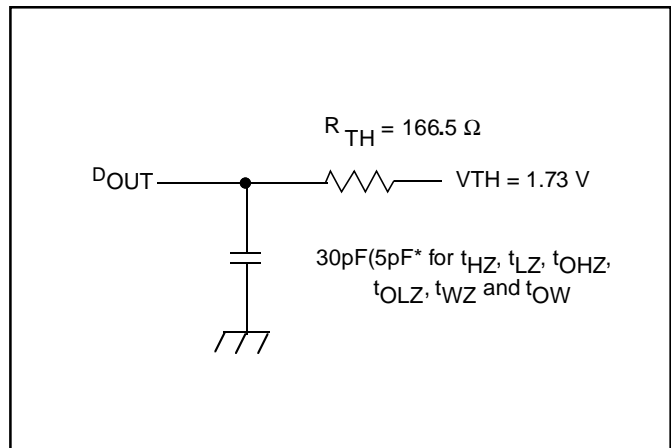 R TH = 166.5 Ω
DOUT
VTH = 1.73 V
30pF(5pF* for tHZ, tLZ, tOHZ,
tOLZ, tWZ and tOW